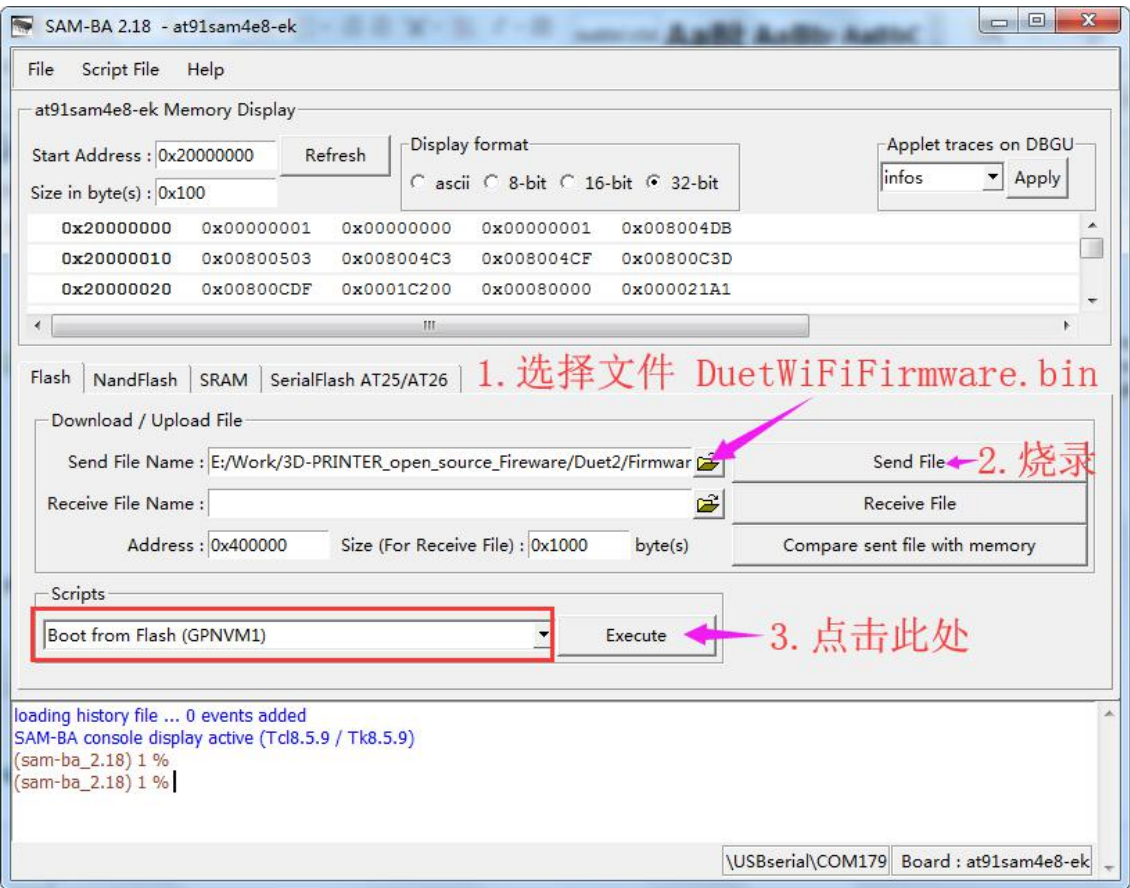 SAM-BA 2.18 - at91sam4e8-ek
File Script File Help
at91sam4e8-ek Memory Display
Start Address : 0x20000000 Refresh
Size in byte(s) : 0x100
Display format
ascii 8-bit 16-bit 32-bit
Applet traces on DBGU
infos Apply
0x20000000 0x00000001 0x00000000 0x00000001 0x008004DB
0x20000010 0x00800503 0x008004C3 0x008004CF 0x00800C3D
0x20000020 0x00800CDF 0x0001C200 0x00080000 0x000021A1
Flash NandFlash SRAM SerialFlash AT25/AT26
1.选择文件 DuetWiFiFirmware.bin
Download / Upload File
Send File Name : E:/Work/3D-PRINTER_open_source_Fireware/Duet2/Firmwar Send File 2.烧录
Receive File Name : Receive File
Address : 0x400000 Size (For Receive File) : 0x1000 byte(s) Compare sent file with memory
Scripts
Boot from Flash (GPNVM1) Execute 3.点击此处
loading history file ... 0 events added
SAM-BA console display active (Tcl8.5.9 / Tk8.5.9)
(sam-ba_2.18) 1 %
(sam-ba_2.18) 1 %
\USBserial\COM179 Board : at91sam4e8-ek